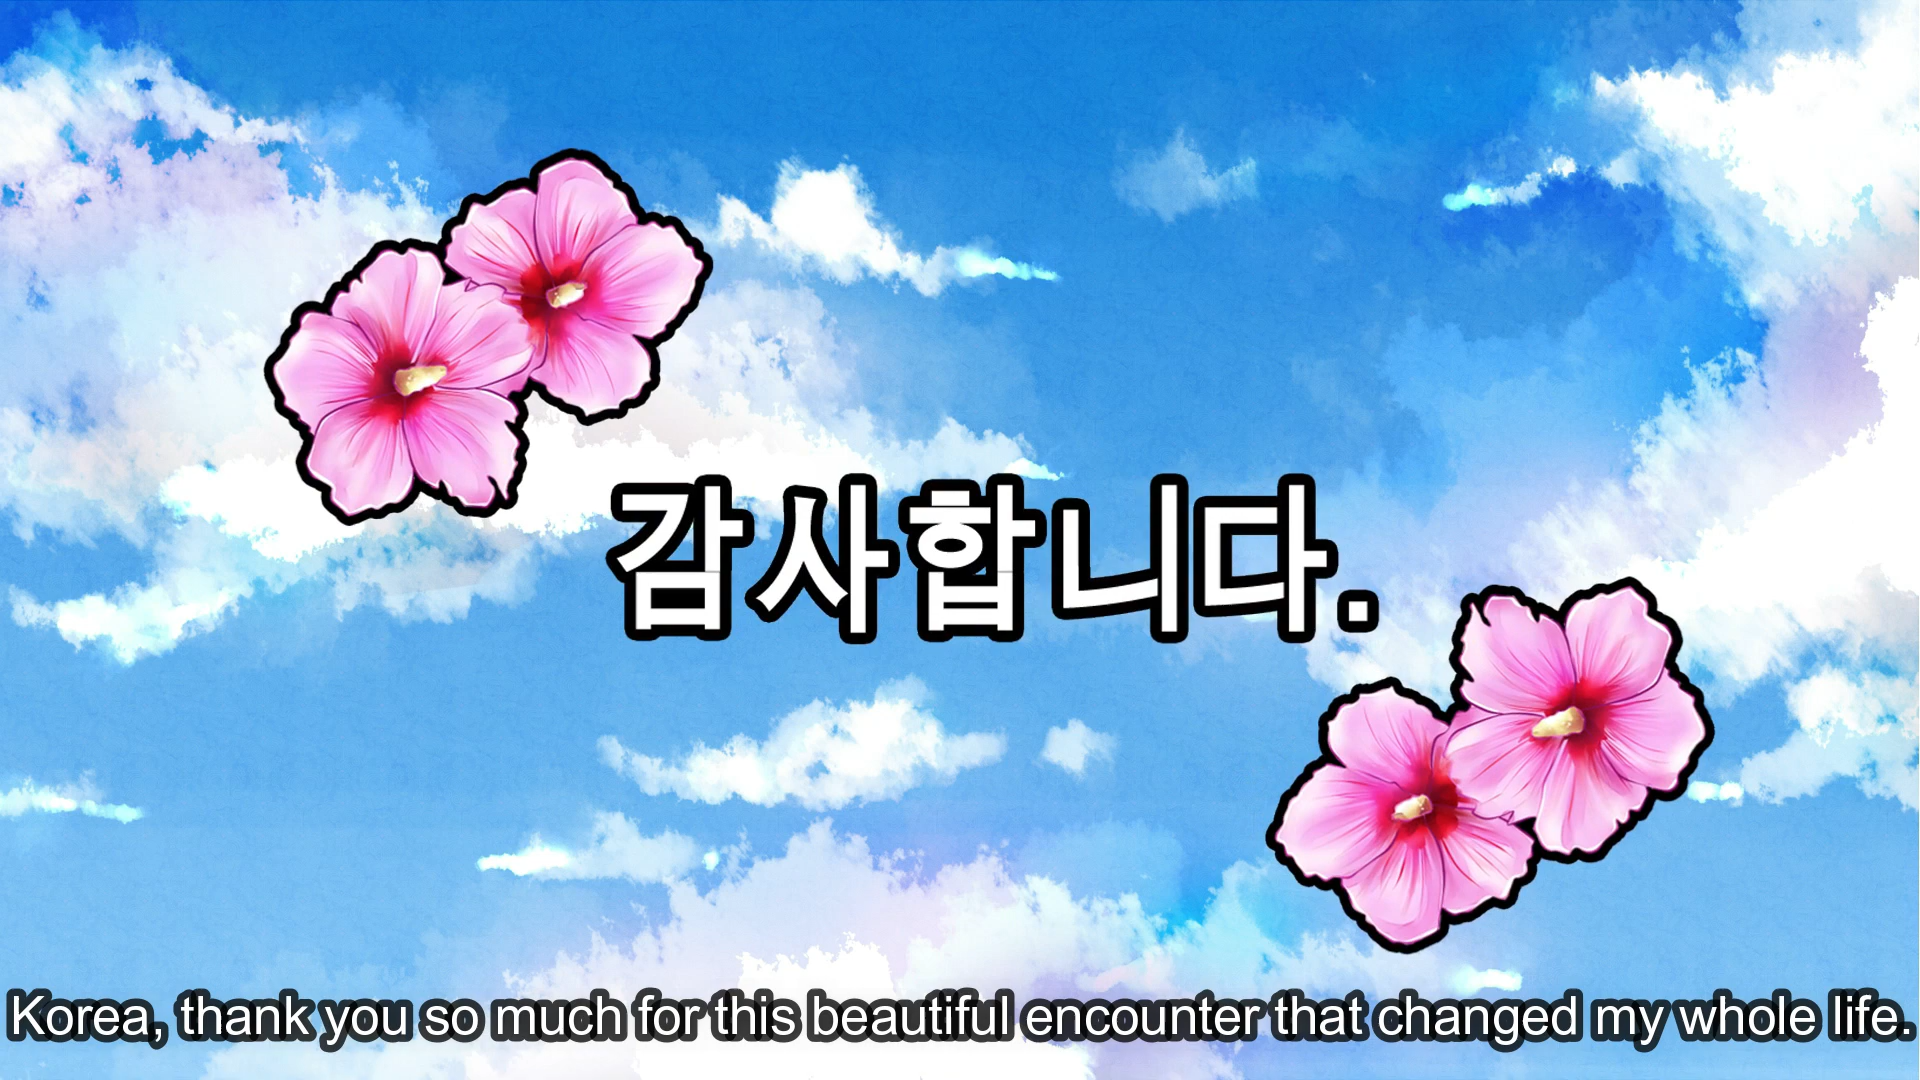 감사합니다.
Korea, thank you so much for this beautiful encounter that changed my whole life.